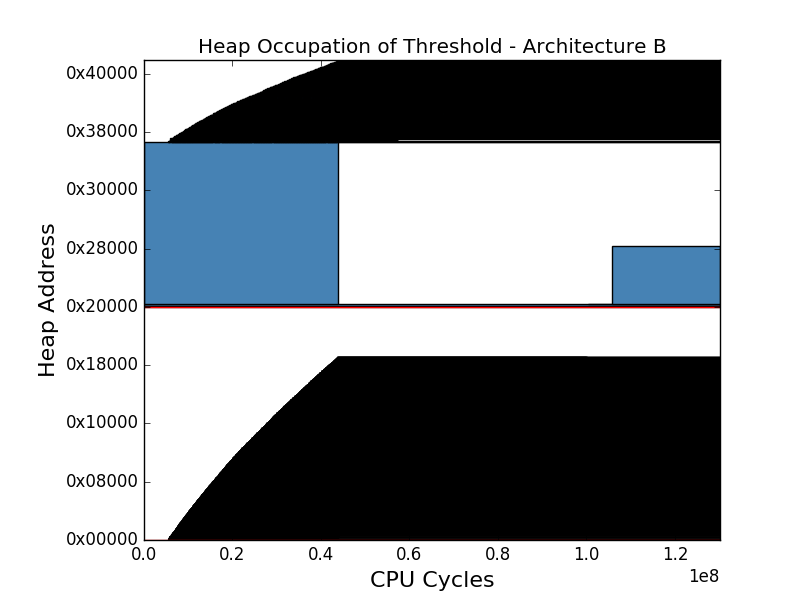 Heap Occupation of Threshold - Architecture B
0x40000
0x38000
0x30000
0x28000
0x20000
0x18000
0x10000
0x08000
0x00000
Heap Address
0.0 0.2 0.4 0.6 0.8 1.0 1.2
1e8
CPU Cycles